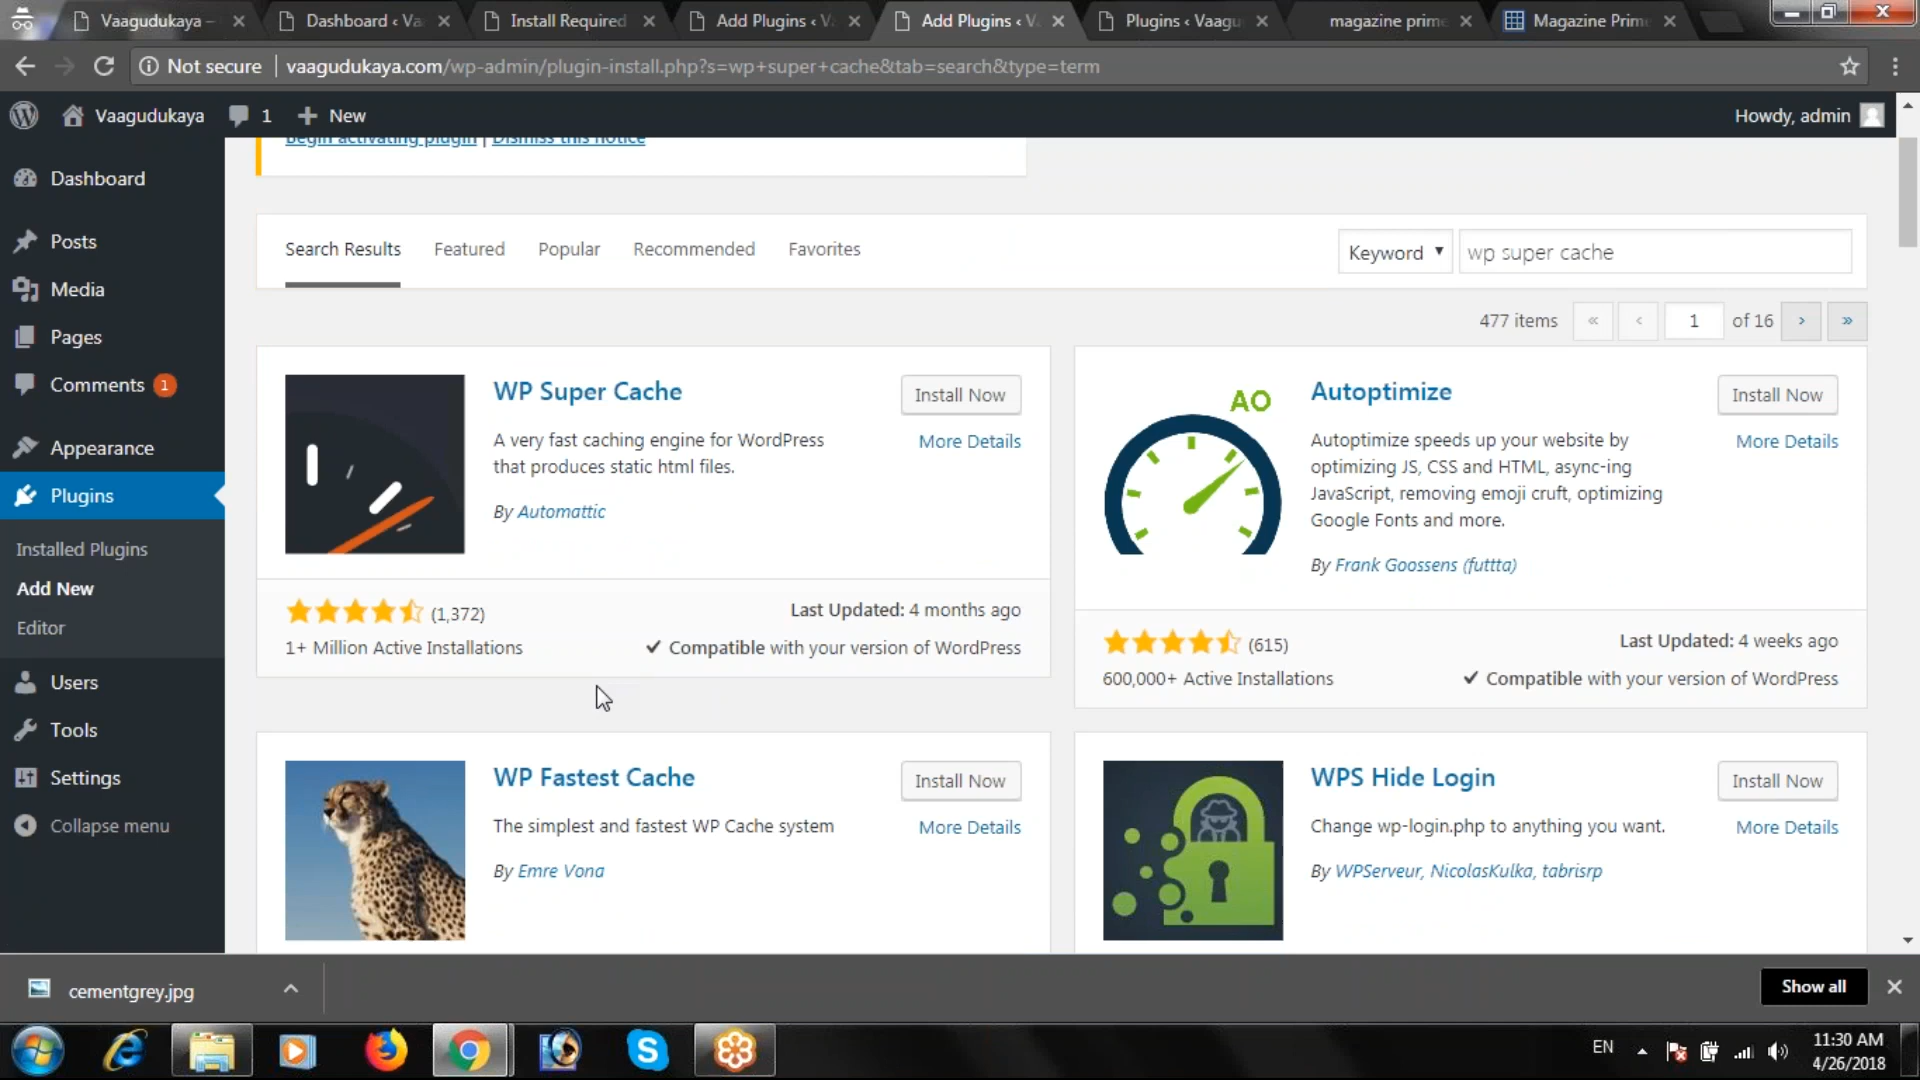 Vaagudukaya –
Dashboard ‹ Va
Install Required
Add Plugins ‹ V
Add Plugins ‹ V
Plugins ‹ Vaagu
magazine prime
Magazine Prim
Not secure
vaagudukaya.com/wp-admin/plugin-install.php?s=wp+super+cache&tab=search&type=term
Vaagudukaya
1
New
Howdy, admin
Begin activating plugin | Dismiss this notice
Dashboard
Posts
Media
Pages
Comments 1
Appearance
Plugins
Installed Plugins
Add New
Editor
Users
Tools
Settings
Collapse menu
Search Results
Featured
Popular
Recommended
Favorites
Keyword ▼
wp super cache
477 items « ‹ 1 of 16 › »
WP Super Cache
Install Now
More Details
A very fast caching engine for WordPress
that produces static html files.
By Automattic
(1,372)
Last Updated: 4 months ago
1+ Million Active Installations
✔ Compatible with your version of WordPress
AO
Autoptimize
Install Now
More Details
Autoptimize speeds up your website by
optimizing JS, CSS and HTML, async-ing
JavaScript, removing emoji cruft, optimizing
Google Fonts and more.
By Frank Goossens (futtta)
(615)
Last Updated: 4 weeks ago
600,000+ Active Installations
✔ Compatible with your version of WordPress
WP Fastest Cache
Install Now
More Details
The simplest and fastest WP Cache system
By Emre Vona
WPS Hide Login
Install Now
More Details
Change wp-login.php to anything you want.
By WPServeur, NicolasKulka, tabrisrp
cementgrey.jpg
Show all
EN
11:30 AM
4/26/2018